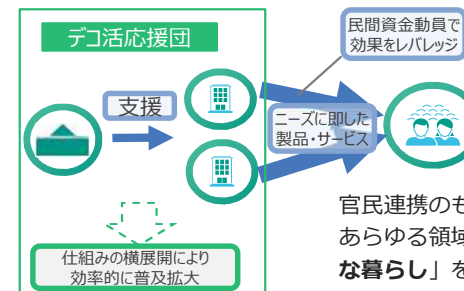 デコ活応援団
支援
民間資金動員で
効果をレバレッジ
ニーズに即した
製品・サービス
仕組みの横展開により
効率的に普及拡大
官民連携のも
あらゆる領域
な暮らし」を